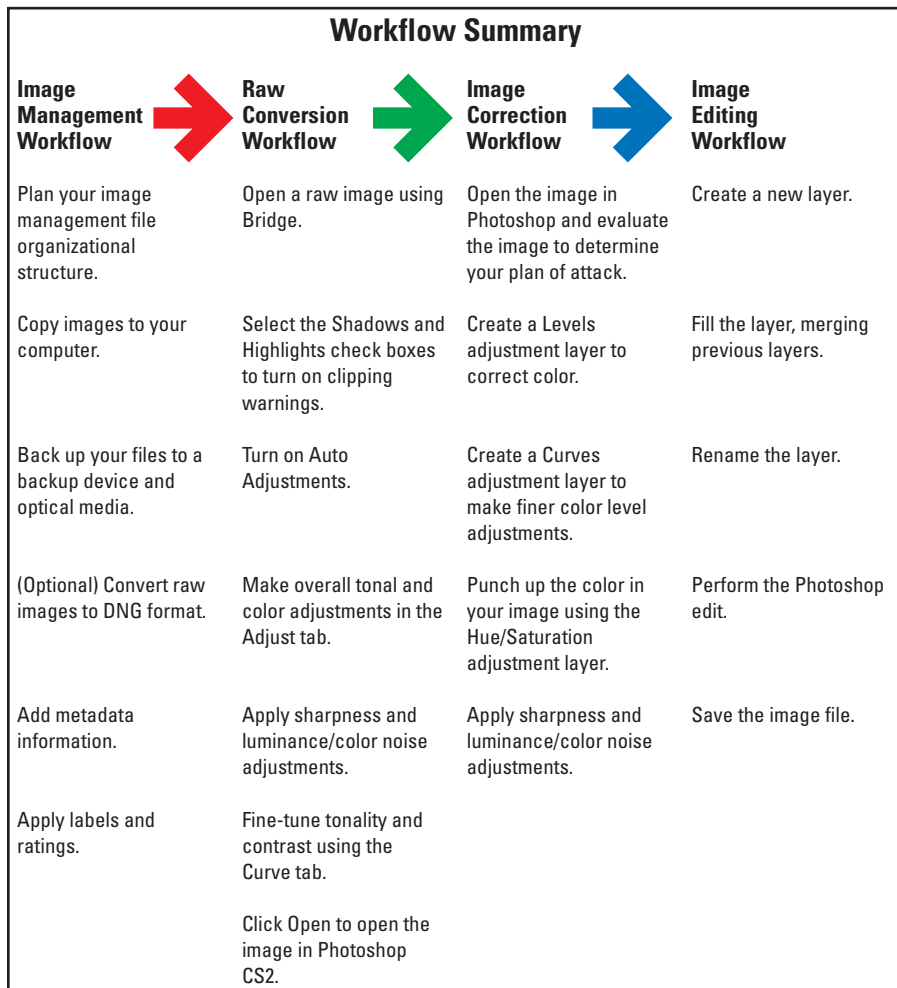 Workflow Summary
Image
Management
Workflow
Raw
Conversion
Workflow
Image
Correction
Workflow
Image
Editing
Workflow
Plan your image
management file
organizational
structure.
Open a raw image using
Bridge.
Open the image in
Photoshop and evaluate
the image to determine
your plan of attack.
Create a new layer.
Copy images to your
computer.
Select the Shadows and
Highlights check boxes
to turn on clipping
warnings.
Create a Levels
adjustment layer to
correct color.
Fill the layer, merging
previous layers.
Back up your files to a
backup device and
optical media.
Turn on Auto
Adjustments.
Create a Curves
adjustment layer to
make finer color level
adjustments.
Rename the layer.
(Optional) Convert raw
images to DNG format.
Make overall tonal and
color adjustments in the
Adjust tab.
Punch up the color in
your image using the
Hue/Saturation
adjustment layer.
Perform the Photoshop
edit.
Add metadata
information.
Apply sharpness and
luminance/color noise
adjustments.
Apply sharpness and
luminance/color noise
adjustments.
Save the image file.
Apply labels and
ratings.
Fine-tune tonality and
contrast using the
Curve tab.
Click Open to open the
image in Photoshop
CS2.